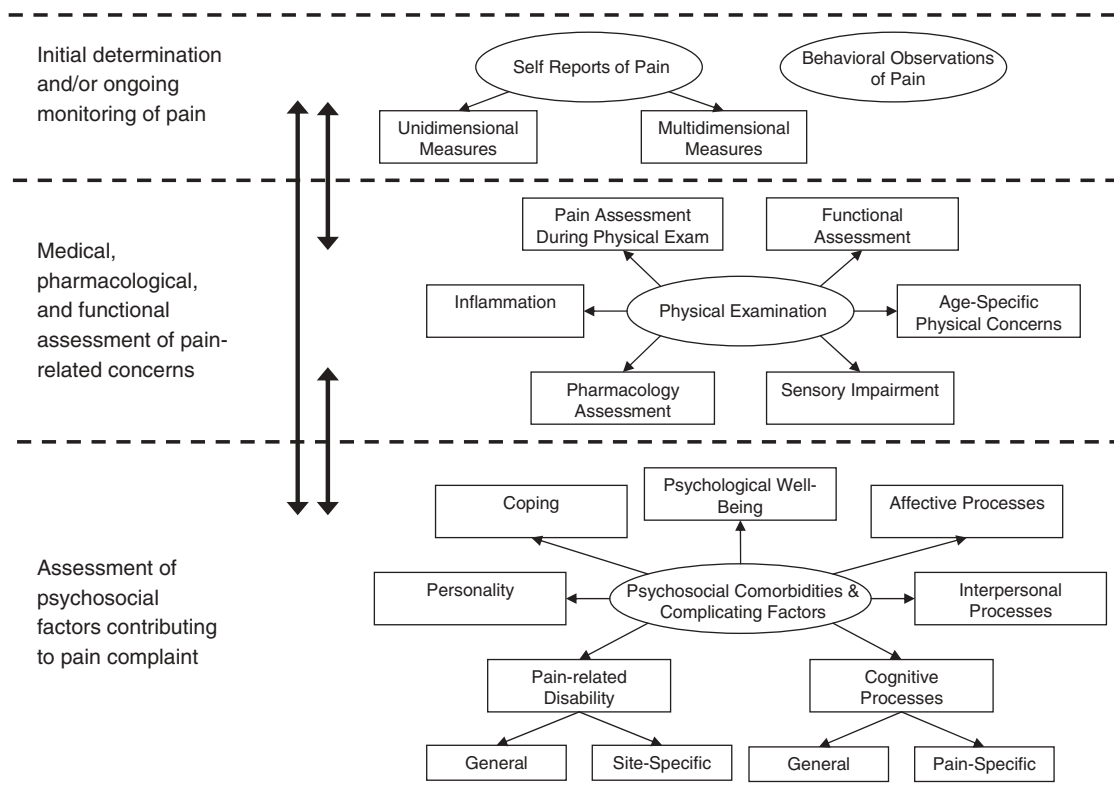 Initial determination
and/or ongoing
monitoring of pain
Self Reports of Pain
Behavioral Observations
of Pain
Unidimensional
Measures
Multidimensional
Measures
Medical,
pharmacological,
and functional
assessment of pain-
related concerns
Pain Assessment
During Physical Exam
Functional
Assessment
Inflammation
Physical Examination
Age-Specific
Physical Concerns
Pharmacology
Assessment
Sensory Impairment
Assessment of
psychosocial
factors contributing
to pain complaint
Coping
Psychological Well-
Being
Affective Processes
Personality
Psychosocial Comorbidities &
Complicating Factors
Interpersonal
Processes
Pain-related
Disability
Cognitive
Processes
General
Site-Specific
General
Pain-Specific